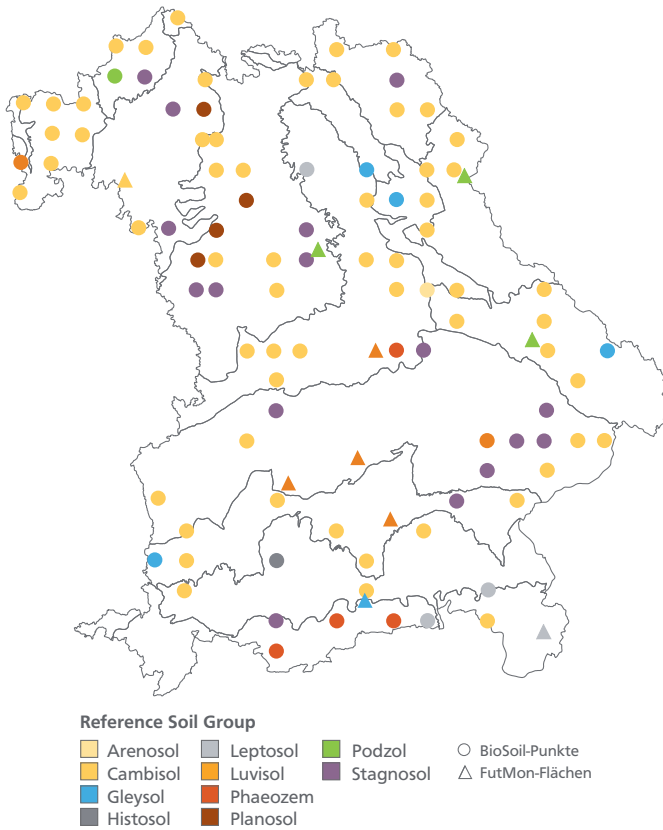 Reference Soil Group
Arenosol Leptosol Podzol BioSoil-Punkte
Cambisol Luvisol Stagnosol FutMon-Flächen
Gleysol Phaeozem
Histosol Planosol